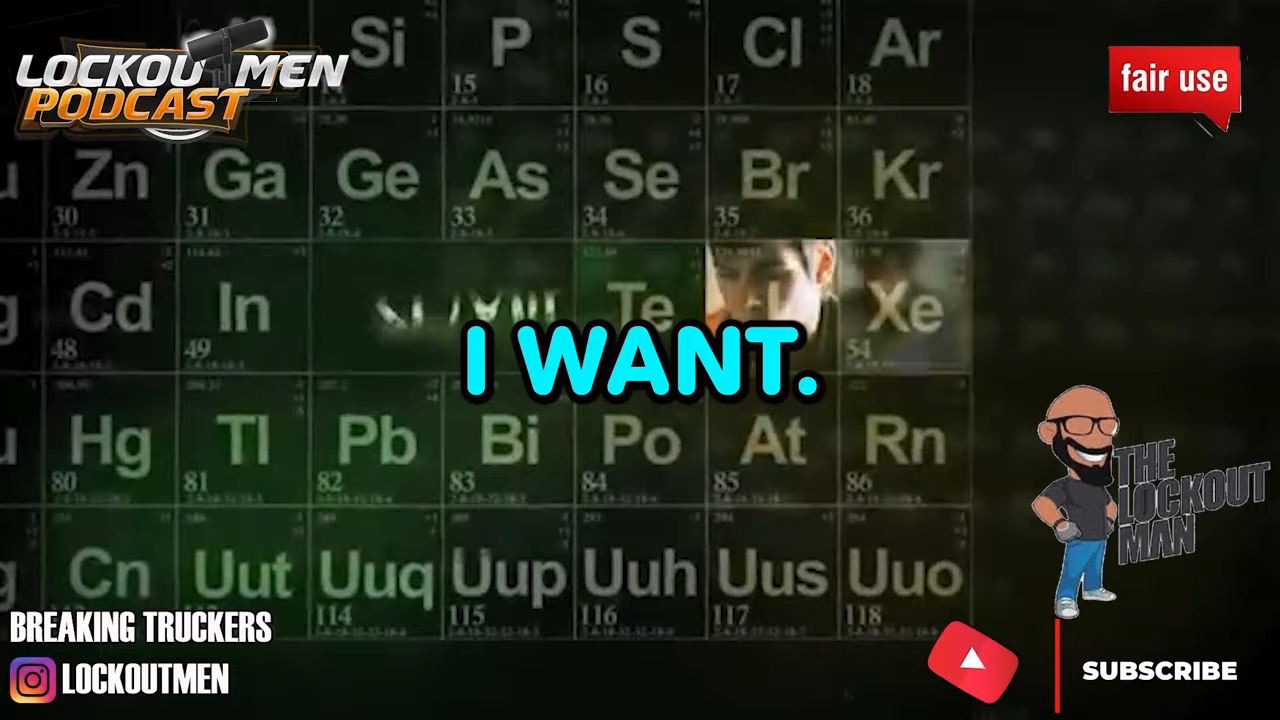 LOCKOUTMEN
PODCAST
fair use
Si P S Cl Ar
15 16 17 18
Zn Ga Ge As Se Br Kr
30 31 32 33 34 35 36
Cd In Te I Xe
48 49 54
I WANT.
Hg Tl Pb Bi Po At Rn
80 81 82 83 84 85 86
Cn Uut Uuq Uup Uuh Uus Uuo
114 115 116 117 118
THE
LOCKOUT
MAN
BREAKING TRUCKERS
LOCKOUTMEN
SUBSCRIBE